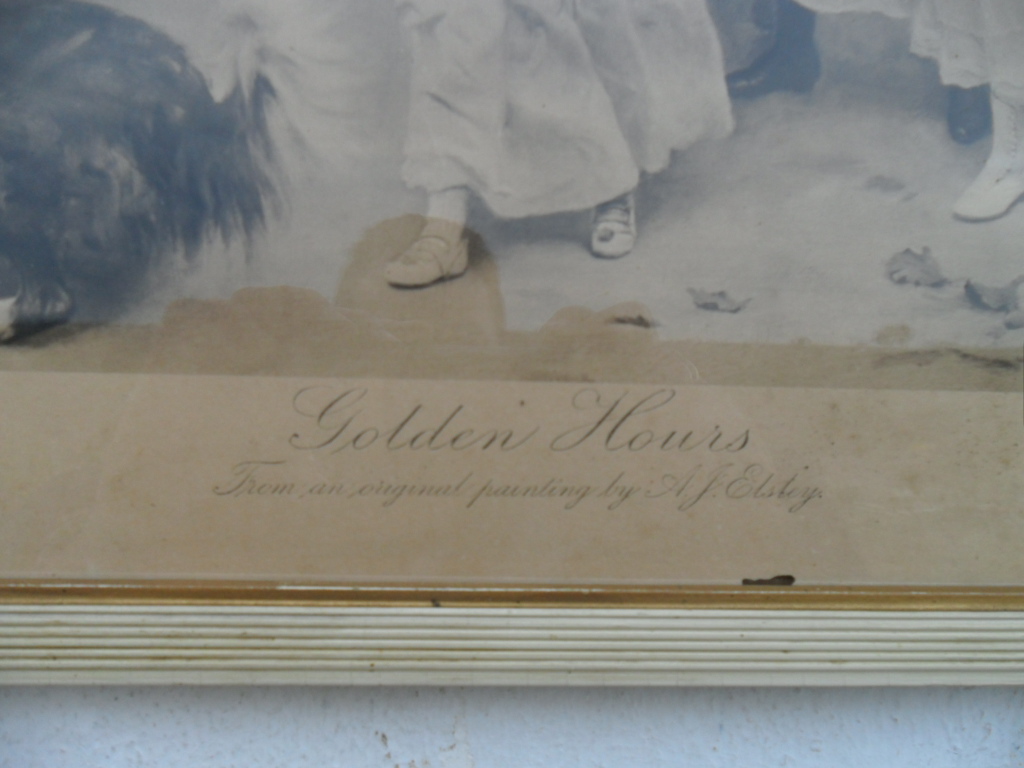 Golden Hours
From an original painting by A. J. Elsley.